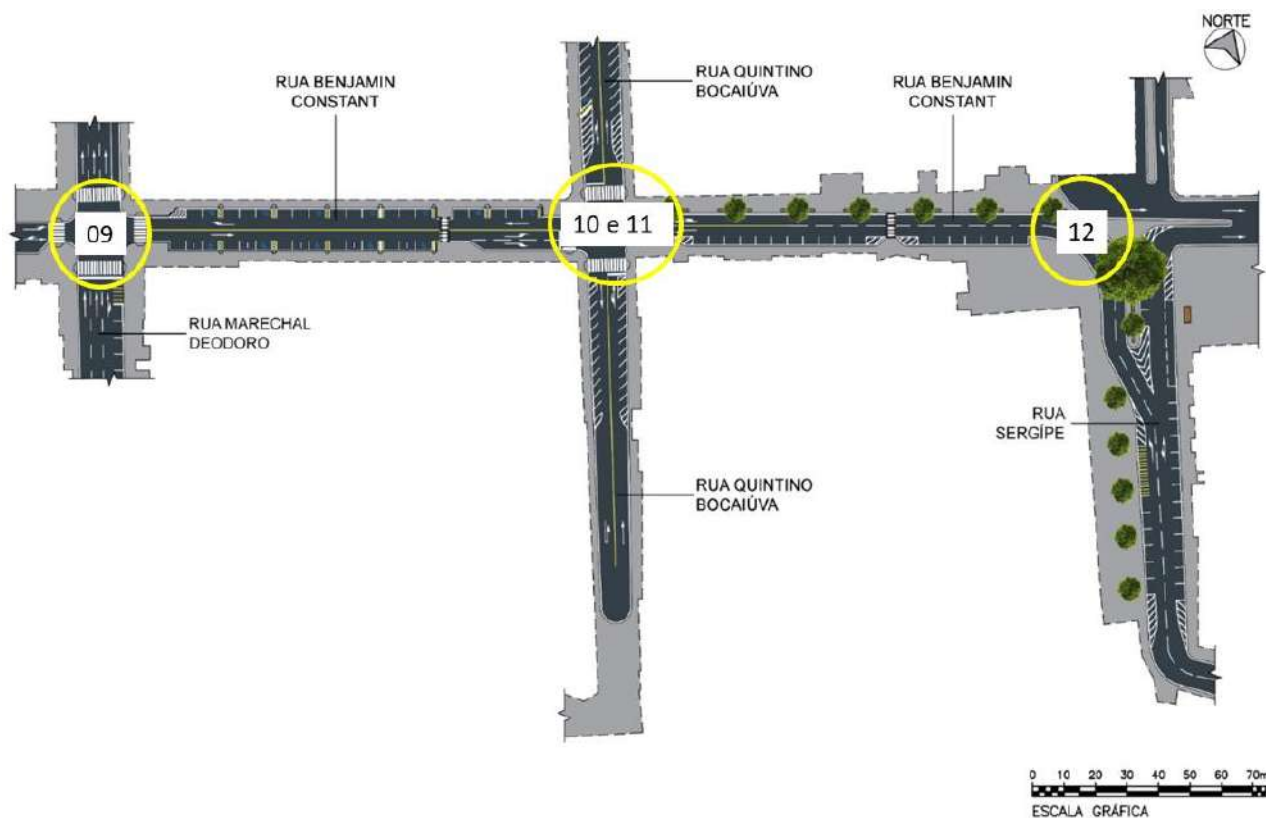 NORTE
RUA BENJAMIN
CONSTANT
RUA QUINTINO
BOCAIÚVA
RUA BENJAMIN
CONSTANT
09
10 e 11
12
RUA MARECHAL
DEODORO
RUA
SERGÍPE
RUA QUINTINO
BOCAIÚVA
0 10 20 30 40 50 60 70m
ESCALA GRÁFICA